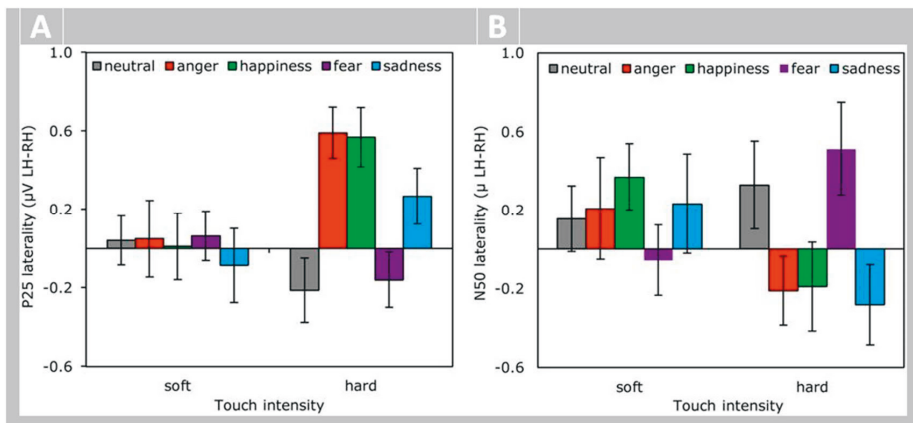 A
B
1.0
0.6
0.2
-0.2
-0.6
P25 laterality (µV LH-RH)
neutral anger happiness fear sadness
soft hard
Touch intensity
1.0
0.6
0.2
-0.2
-0.6
N50 laterality (µ LH-RH)
neutral anger happiness fear sadness
soft hard
Touch intensity